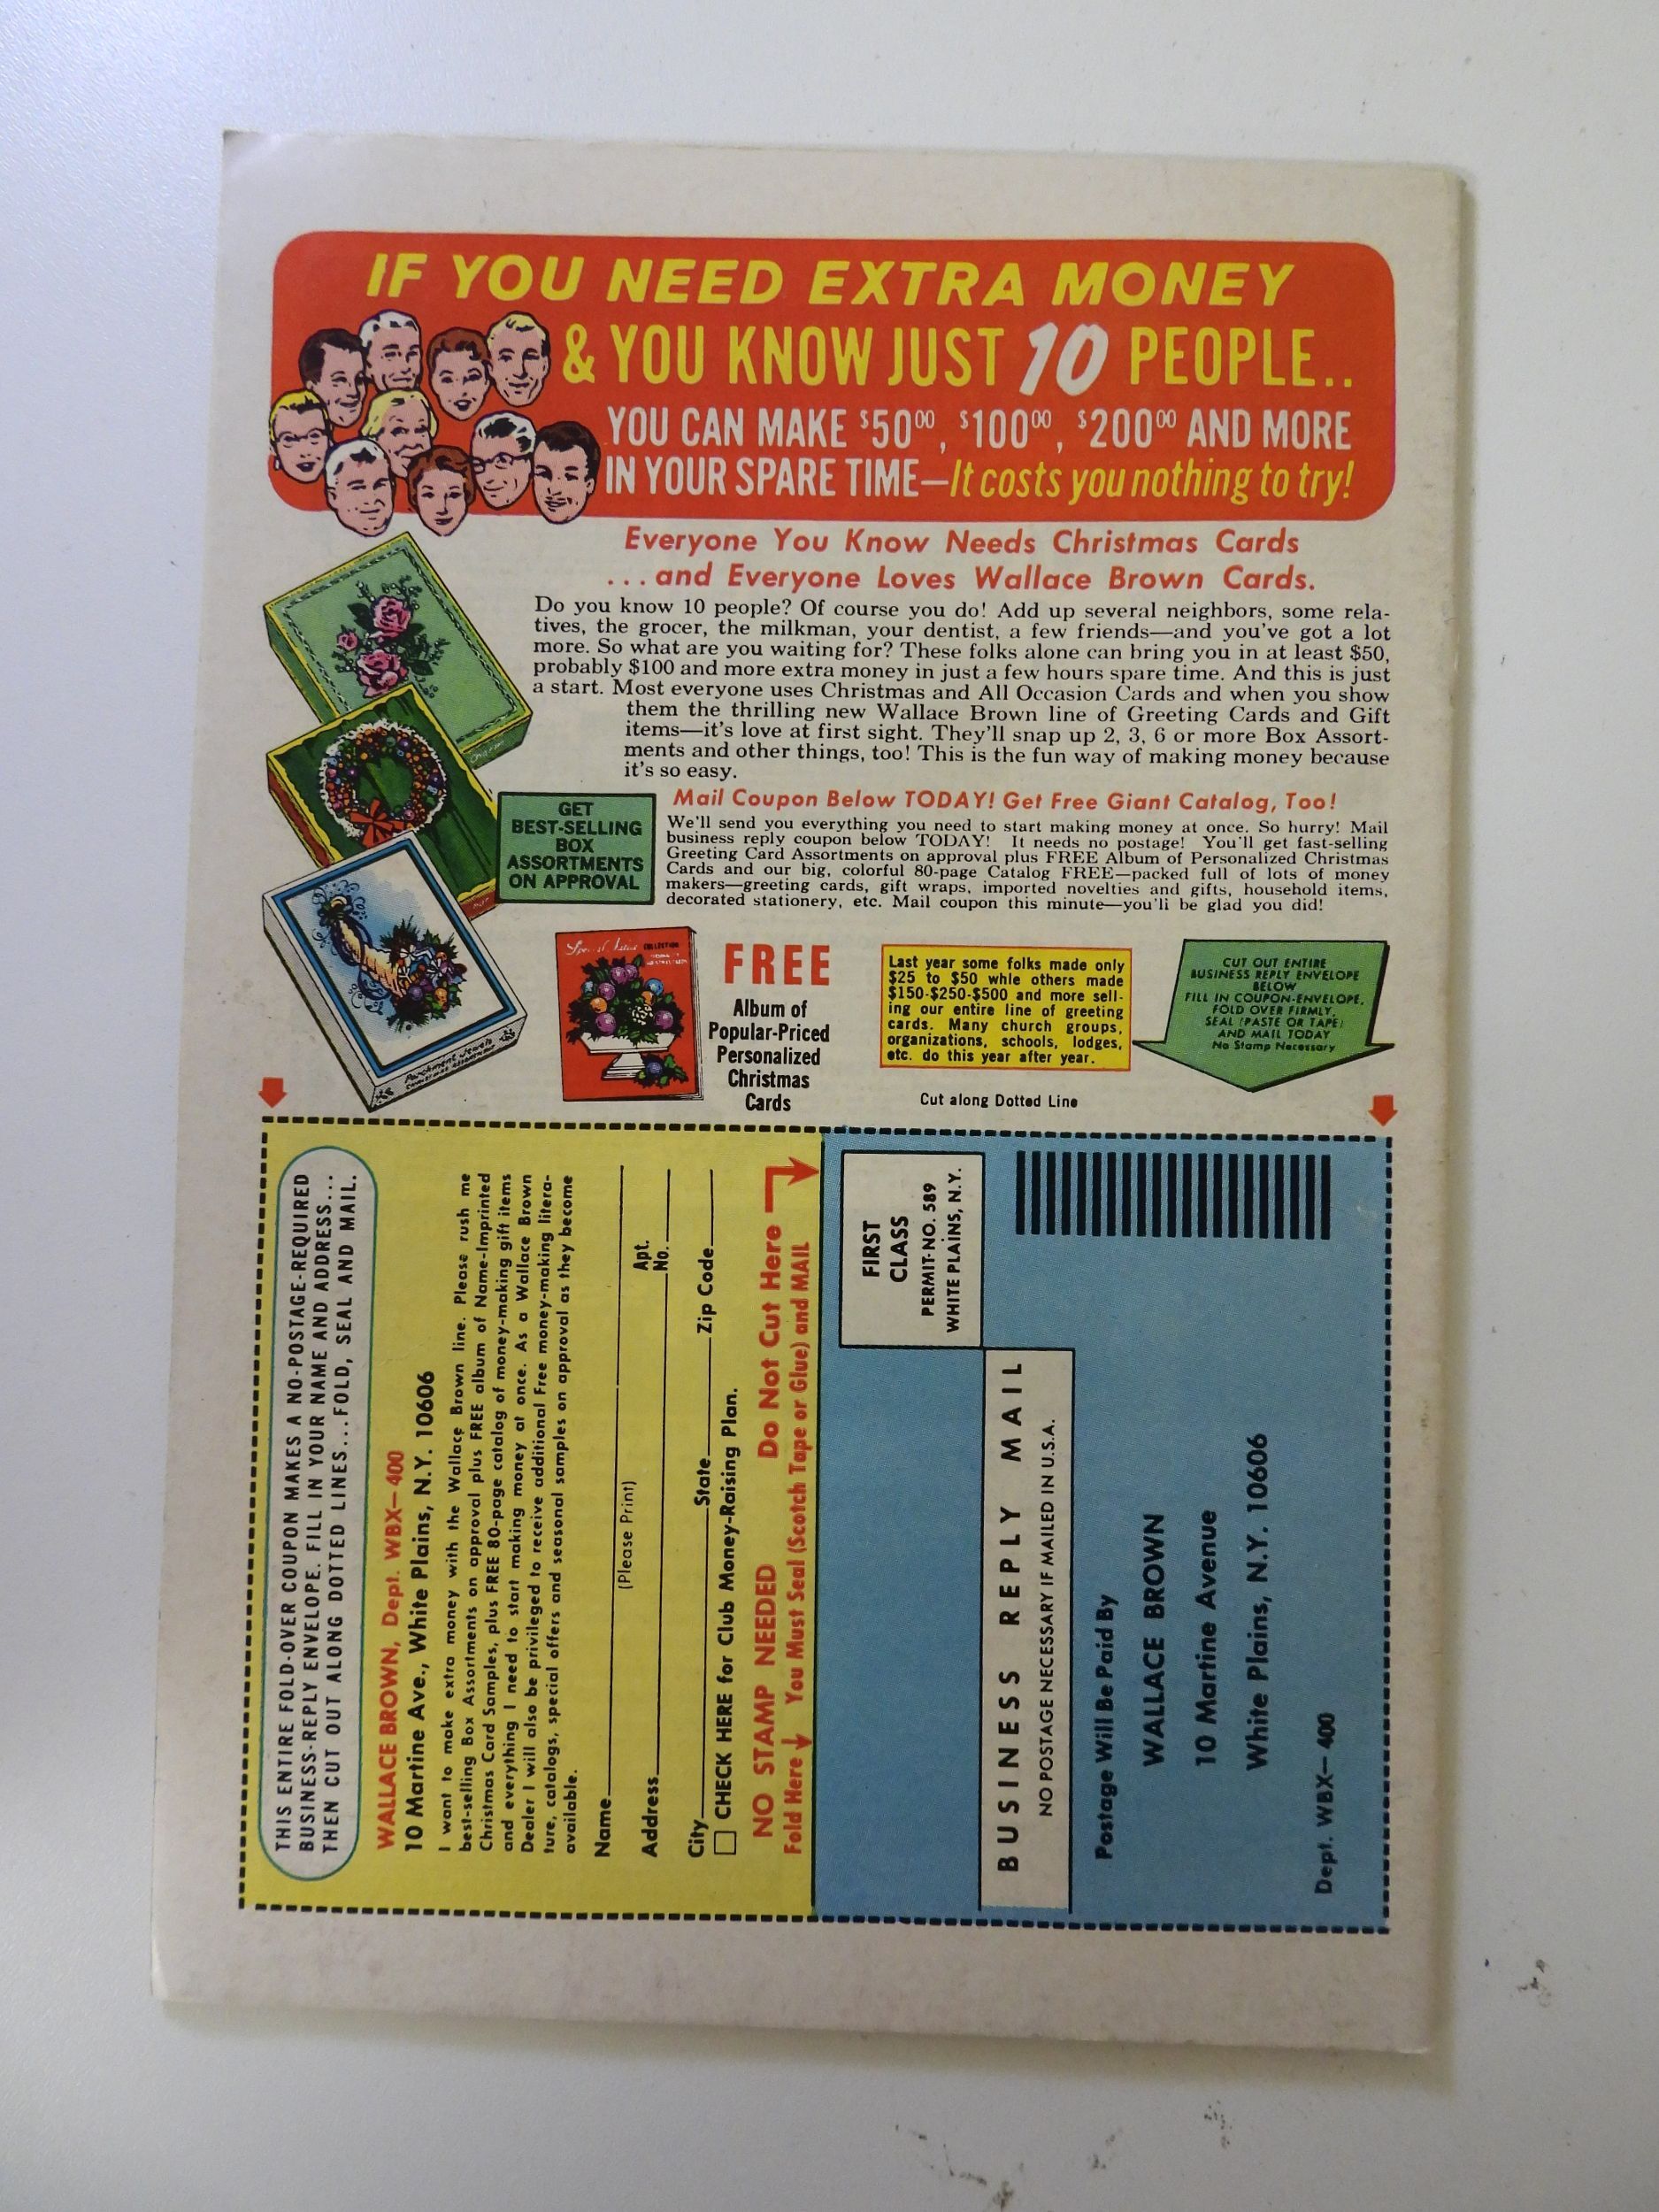 IF YOU NEED EXTRA MONEY
& YOU KNOW JUST 10 PEOPLE..
YOU CAN MAKE $5000, $10000, $20000 AND MORE
IN YOUR SPARE TIME—It costs you nothing to try!
Everyone You Know Needs Christmas Cards
...and Everyone Loves Wallace Brown Cards.
Do you know 10 people? Of course you do! Add up several neighbors, some rela-
tives, the grocer, the milkman, your dentist, a few friends—and you've got a lot
more. So what are you waiting for? These folks alone can bring you in at least $50,
probably $100 and more extra money in just a few hours spare time. And this is just
a start. Most everyone uses Christmas and All Occasion Cards and when you show
them the thrilling new Wallace Brown line of Greeting Cards and Gift
items—it's love at first sight. They'll snap up 2, 3, 6 or more Box Assort-
ments and other things, too! This is the fun way of making money because
it's so easy.
Charm
GET
BEST-SELLING
BOX
ASSORTMENTS
ON APPROVAL
Mail Coupon Below TODAY! Get Free Giant Catalog, Too!
We'll send you everything you need to start making money at once. So hurry! Mail
business reply coupon below TODAY! It needs no postage! You'll get fast-selling
Greeting Card Assortments on approval plus FREE Album of Personalized Christmas
Cards and our big, colorful 80-page Catalog FREE—packed full of lots of money
makers—greeting cards, gift wraps, imported novelties and gifts, household items,
decorated stationery, etc. Mail coupon this minute—you'll be glad you did!
Parchment Jewels
CHRISTMAS ASSORTMENT
COLLECTION
FREE
Album of
Popular-Priced
Personalized
Christmas
Cards
Last year some folks made only
$25 to $50 whle others made
$150-$250-$500 and more sell-
ing our entire line of greeting
cards. Many church groups,
organizations, schools, lodges,
etc. do this year after year.
CUT OUT ENTIRE
BUSINESS REPLY ENVELOPE
BELOW
FILL IN COUPON-ENVELOPE,
FOLD OVER FIRMLY,
SEAL (PASTE OR TAPE)
AND MAIL TODAY
No Stamp Necessary
Cut along Dotted Line
THIS ENTIRE FOLD-OVER COUPON MAKES A NO-POSTAGE-REQUIRED
BUSINESS-REPLY ENVELOPE. FILL IN YOUR NAME AND ADDRESS...
THEN CUT OUT ALONG DOTTED LINES...FOLD, SEAL AND MAIL.
WALLACE BROWN, Dept. WBX—400
10 Martine Ave., White Plains, N.Y. 10606
I want to make extra money with the Wallace Brown line. Please rush me
best-selling Box Assortments on approval plus FREE album of Name-Imprinted
Christmas Card Samples, plus FREE 80-page catalog of money-making gift items
and everything I need to start making money at once. As a Wallace Brown
Dealer I will also be privileged to receive additional Free money-making litera-
ture, catalogs, special offers and seasonal samples on approval as they become
available.
Name
(Please Print)
Address Apt. No.
City State Zip Code
CHECK HERE for Club Money-Raising Plan.
NO STAMP NEEDED Do Not Cut Here
Fold Here You Must Seal (Scotch Tape or Glue) and MAIL
FIRST
CLASS
PERMIT-NO. 589
WHITE PLAINS, N.Y.
BUSINESS REPLY MAIL
NO POSTAGE NECESSARY IF MAILED IN U.S.A.
Postage Will Be Paid By
WALLACE BROWN
10 Martine Avenue
White Plains, N.Y. 10606
Dept. WBX—400